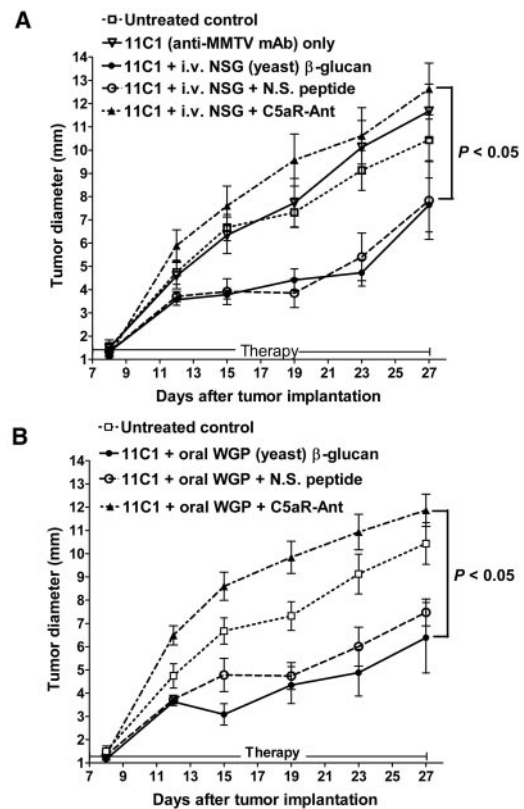 A
Untreated control
11C1 (anti-MMTV mAb) only
11C1 + i.v. NSG (yeast) β-glucan
11C1 + i.v. NSG + N.S. peptide
11C1 + i.v. NSG + C5aR-Ant
Tumor diameter (mm)
14
13
12
11
10
9
8
7
6
5
4
3
2
1
P < 0.05
Therapy
7 9 11 13 15 17 19 21 23 25 27
Days after tumor implantation
B
Untreated control
11C1 + oral WGP (yeast) β-glucan
11C1 + oral WGP + N.S. peptide
11C1 + oral WGP + C5aR-Ant
Tumor diameter (mm)
14
13
12
11
10
9
8
7
6
5
4
3
2
1
P < 0.05
Therapy
7 9 11 13 15 17 19 21 23 25 27
Days after tumor implantation